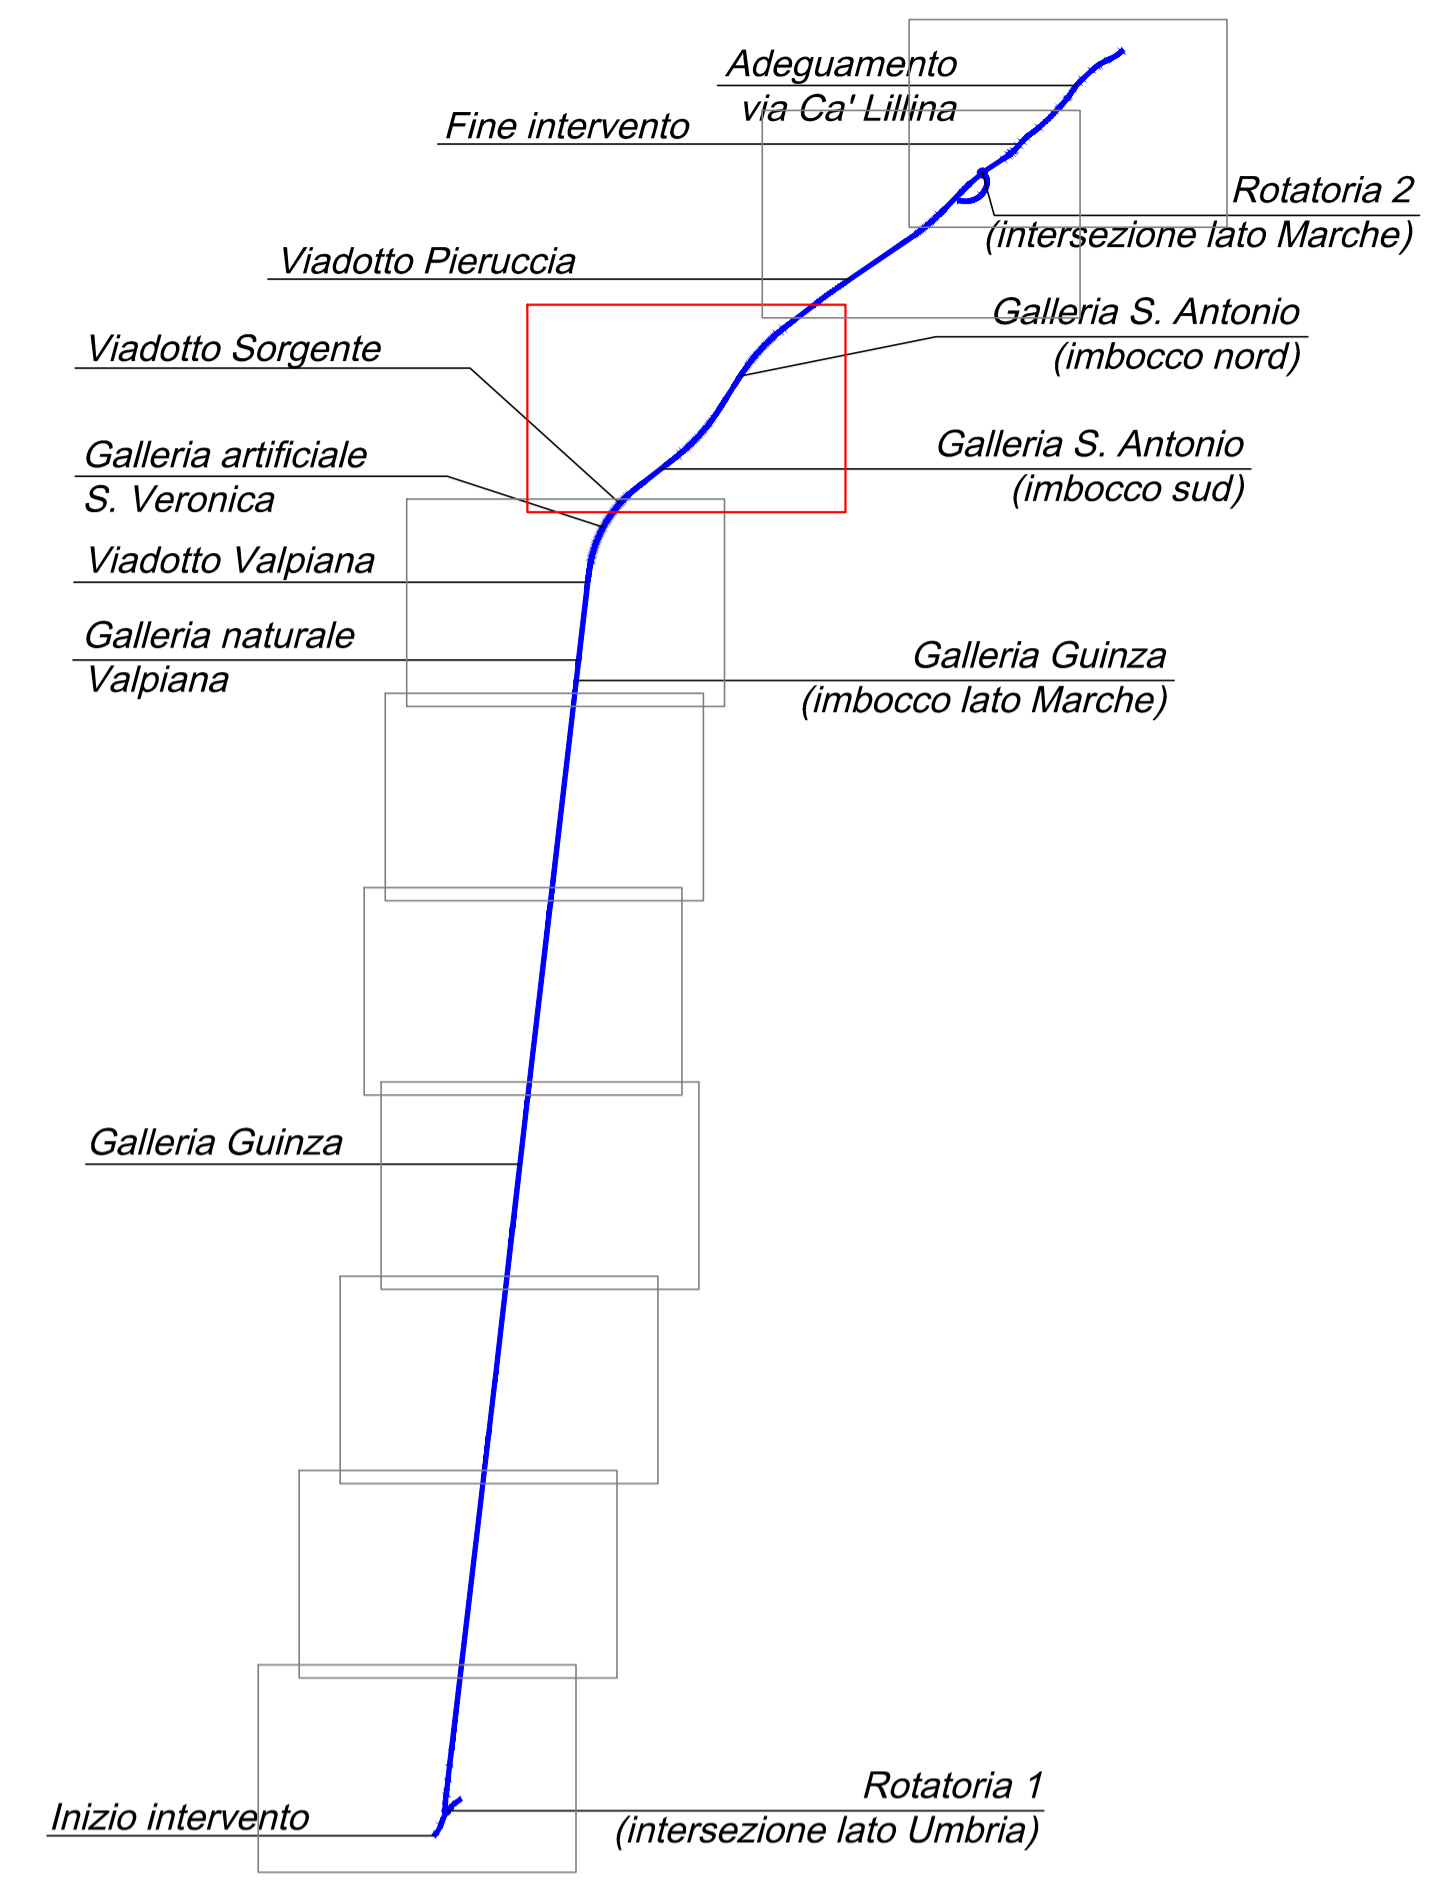 Adeguamento
via Ca' Lillina
Fine intervento
Rotatoria 2
(intersezione lato Marche)
Viadotto Pieruccia
Galleria S. Antonio
(imbocco nord)
Viadotto Sorgente
Galleria S. Antonio
(imbocco sud)
Galleria artificiale
S. Veronica
Viadotto Valpiana
Galleria naturale
Valpiana
Galleria Guinza
(imbocco lato Marche)
Galleria Guinza
Rotatoria 1
(intersezione lato Umbria)
Inizio intervento